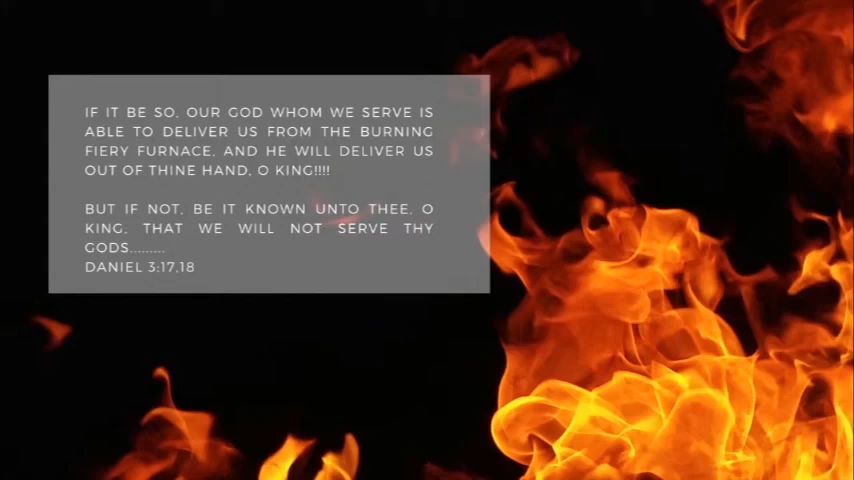 IF IT BE SO, OUR GOD WHOM WE SERVE IS
ABLE TO DELIVER US FROM THE BURNING
FIERY FURNACE, AND HE WILL DELIVER US
OUT OF THINE HAND, O KING!!!!
BUT IF NOT, BE IT KNOWN UNTO THEE, O
KING, THAT WE WILL NOT SERVE THY
GODS.........
DANIEL 3:17,18